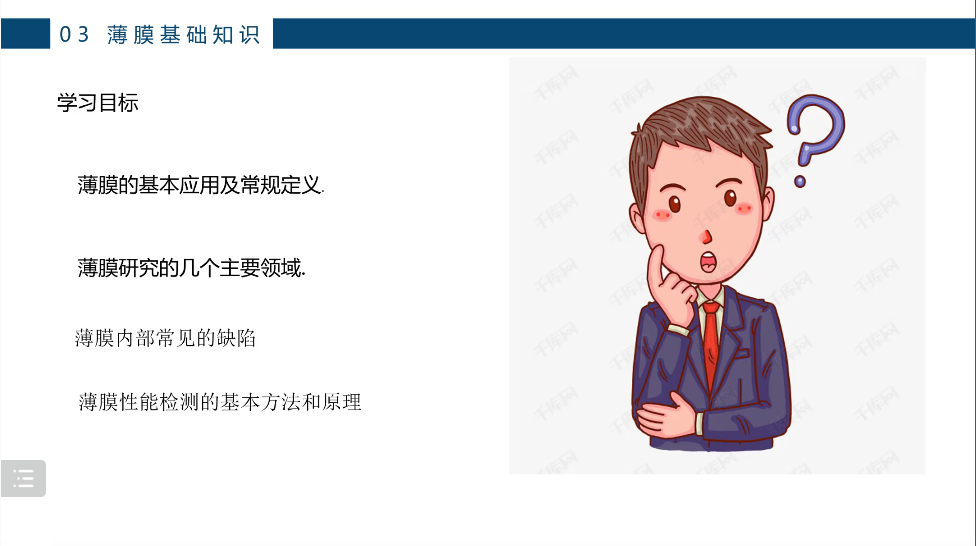 03 薄膜基础知识
学习目标
薄膜的基本应用及常规定义.
薄膜研究的几个主要领域.
薄膜内部常见的缺陷
薄膜性能检测的基本方法和原理
千库网